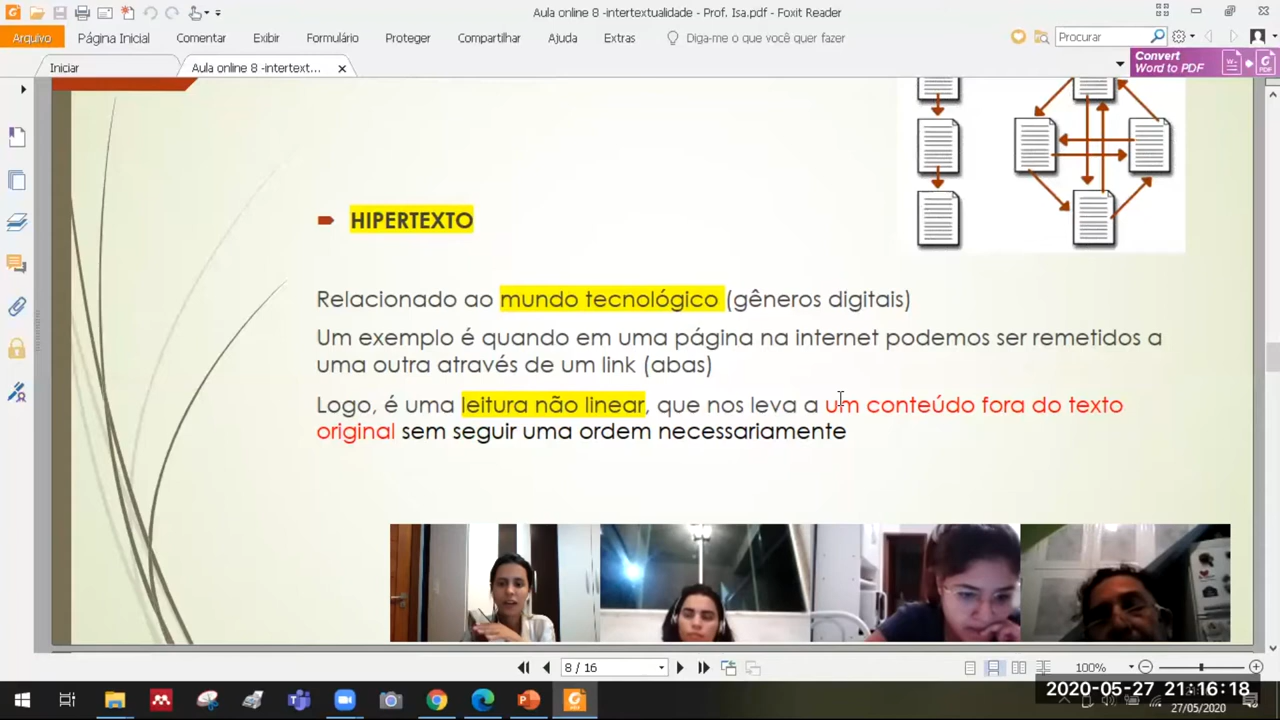 Aula online 8 -intertextualidade - Prof. Isa.pdf - Foxit Reader
Arquivo Página Inicial Comentar Exibir Formulário Proteger Compartilhar Ajuda Extras Diga-me o que você quer fazer Procurar
Iniciar Aula online 8 -intertext... Convert
Word to PDF
HIPERTEXTO
Relacionado ao mundo tecnológico (gêneros digitais)
Um exemplo é quando em uma página na internet podemos ser remetidos a
uma outra através de um link (abas)
Logo, é uma leitura não linear, que nos leva a um conteúdo fora do texto
original sem seguir uma ordem necessariamente
8 / 16 100%
2020-05-27 21:16:18
27/05/2020